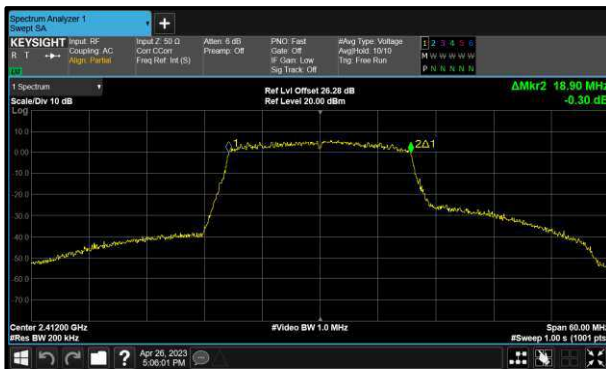 Spectrum Analyzer 1
Swept SA
KEYSIGHT
R T
Input: RF
Coupling: AC
Align: Partial
Input Z: 50 Ω
Corr CCorr
Freq Ref: Int (S)
Atten: 6 dB
Preamp: Off
PNO: Fast
Gate: Off
IF Gain: Low
Sig Track: Off
#Avg Type: Voltage
Avg|Hold: 10/10
Trig: Free Run
1 2 3 4 5 6
M W W W W W
P N N N N N
1 Spectrum
Scale/Div 10 dB
Ref Lvl Offset 26.28 dB
Ref Level 20.00 dBm
ΔMkr2 18.90 MHz
-0.30 dB
Log
10.0
0.00
-10.0
-20.0
-30.0
-40.0
-50.0
-60.0
-70.0
1
2Δ1
Center 2.41200 GHz
#Res BW 200 kHz
#Video BW 1.0 MHz
Span 60.00 MHz
#Sweep 1.00 s (1001 pts)
?
Apr 26, 2023
5:06:01 PM